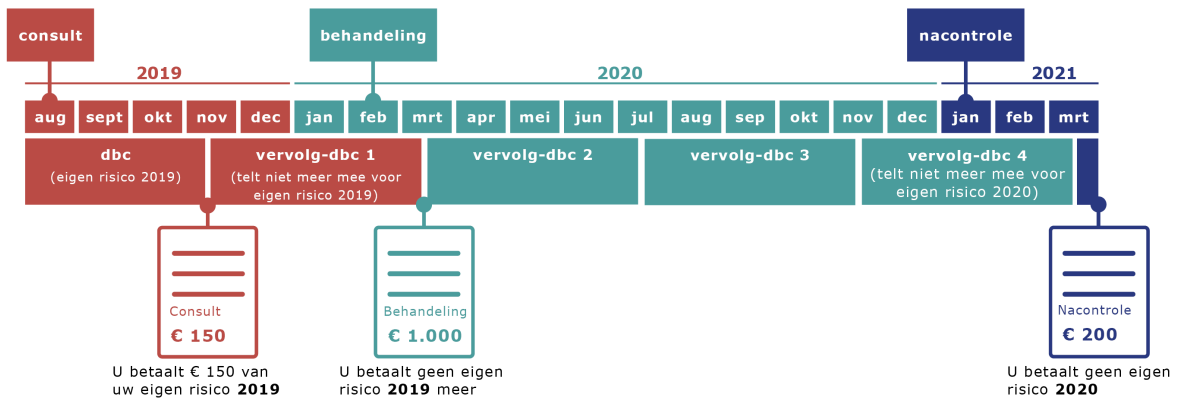 consult
behandeling
nacontrole
2019
2020
2021
aug
sept
okt
nov
dec
jan
feb
mrt
apr
mei
jun
jul
aug
sep
okt
nov
dec
jan
feb
mrt
dbc
(eigen risico 2019)
vervolg-dbc 1
(telt niet meer mee voor
eigen risico 2019)
vervolg-dbc 2
vervolg-dbc 3
vervolg-dbc 4
(telt niet meer mee voor
eigen risico 2020)
Consult
€ 150
Behandeling
€ 1.000
Nacontrole
€ 200
U betaalt € 150 van
uw eigen risico 2019
U betaalt geen eigen
risico 2019 meer
U betaalt geen eigen
risico 2020